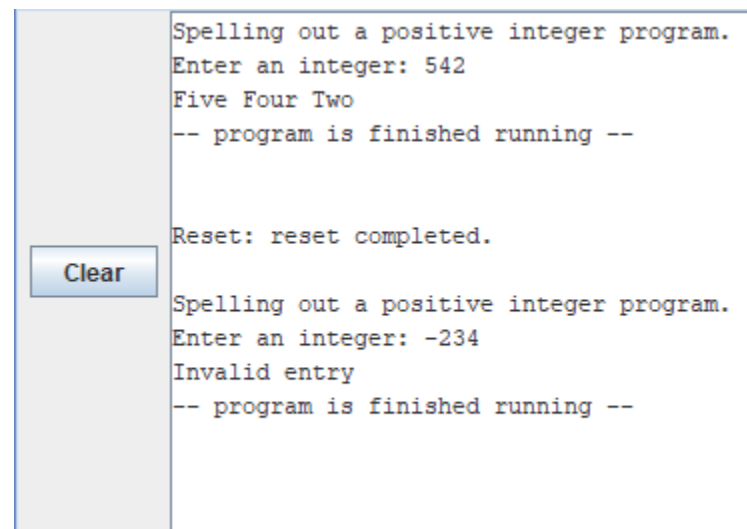 Spelling out a positive integer program.
Enter an integer: 542
Five Four Two
-- program is finished running --
Reset: reset completed.
Clear
Spelling out a positive integer program.
Enter an integer: -234
Invalid entry
-- program is finished running --